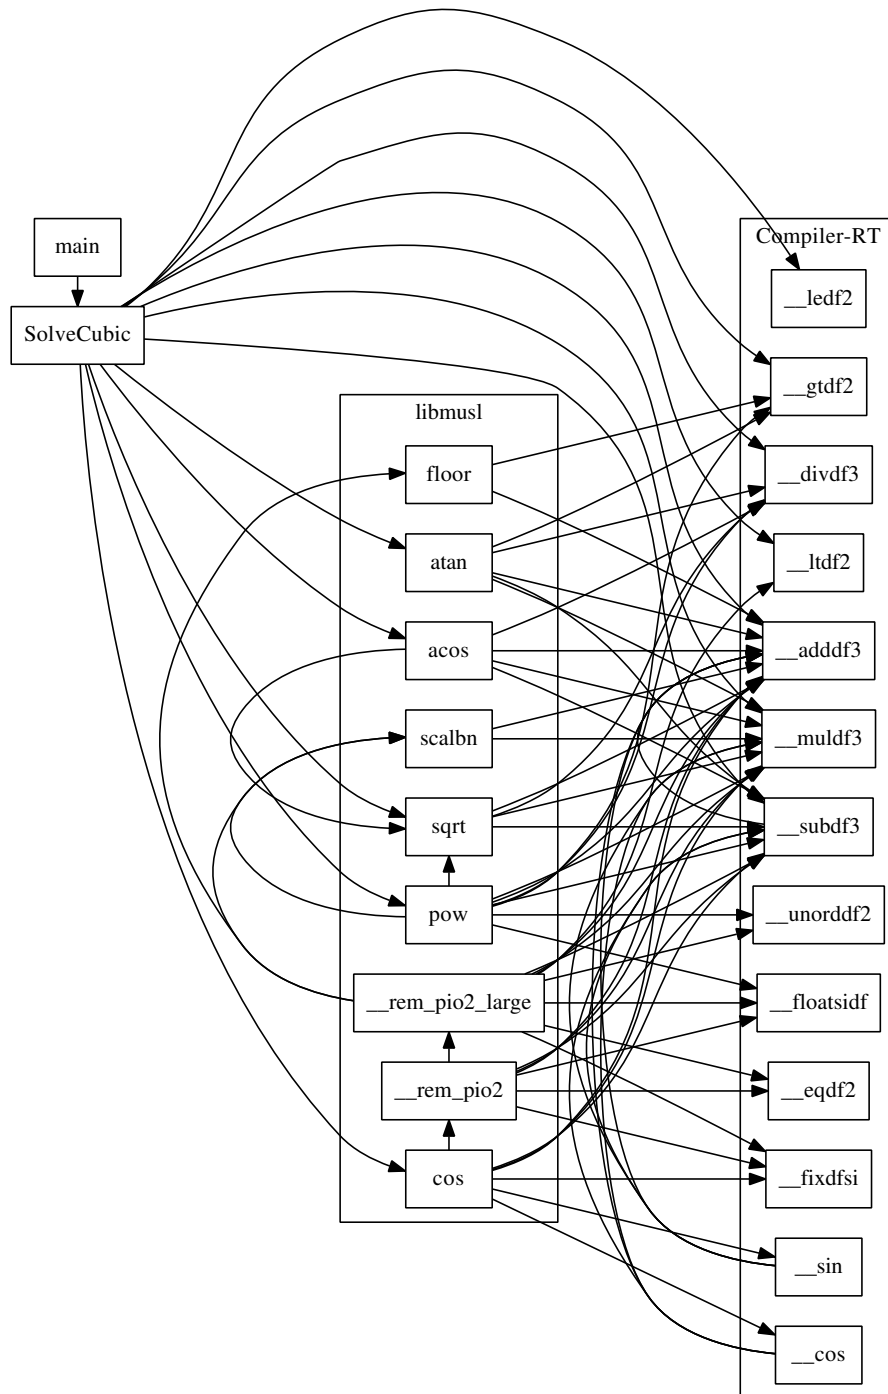 main
SolveCubic
libmusl
floor
atan
acos
scalbn
sqrt
pow
__rem_pio2_large
__rem_pio2
cos
Compiler-RT
__ledf2
__gtdf2
__divdf3
__ltdf2
__adddf3
__muldf3
__subdf3
__unorddf2
__floatsidf
__eqdf2
__fixdfsi
__sin
__cos